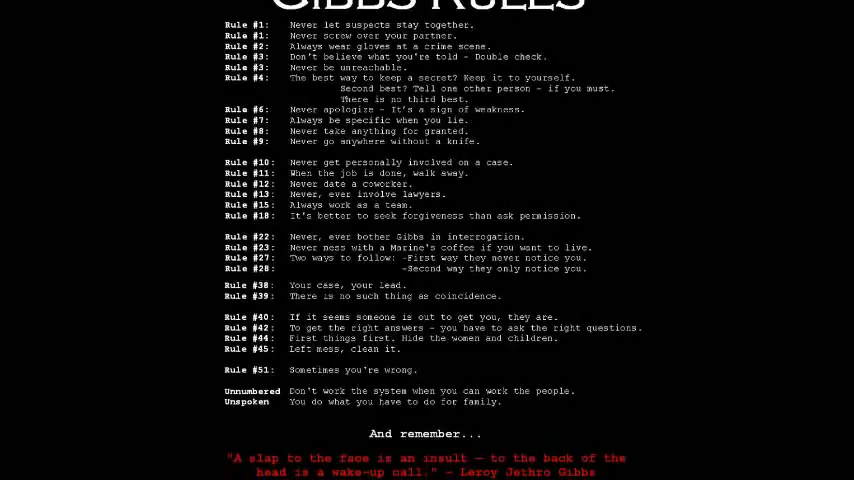 GIBBS RULES
Rule #1: Never let suspects stay together.
Rule #1: Never screw over your partner.
Rule #2: Always wear gloves at a crime scene.
Rule #3: Don't believe what you're told - Double check.
Rule #3: Never be unreachable.
Rule #4: The best way to keep a secret? Keep it to yourself.
Second best? Tell one other person - if you must.
There is no third best.
Rule #6: Never apologize - It's a sign of weakness.
Rule #7: Always be specific when you lie.
Rule #8: Never take anything for granted.
Rule #9: Never go anywhere without a knife.
Rule #10: Never get personally involved on a case.
Rule #11: When the job is done, walk away.
Rule #12: Never date a coworker.
Rule #13: Never, ever involve lawyers.
Rule #15: Always work as a team.
Rule #18: It's better to seek forgiveness than ask permission.
Rule #22: Never, ever bother Gibbs in interrogation.
Rule #23: Never mess with a Marine's coffee if you want to live.
Rule #27: Two ways to follow: -First way they never notice you.
Rule #28: -Second way they only notice you.
Rule #38: Your case, your lead.
Rule #39: There is no such thing as coincidence.
Rule #40: If it seems someone is out to get you, they are.
Rule #42: To get the right answers - you have to ask the right questions.
Rule #44: First things first. Hide the women and children.
Rule #45: Left mess, clean it.
Rule #51: Sometimes you're wrong.
Unnumbered Don't work the system when you can work the people.
Unspoken You do what you have to do for family.
And remember...
"A slap to the face is an insult — to the back of the
head is a wake-up call." - Leroy Jethro Gibbs